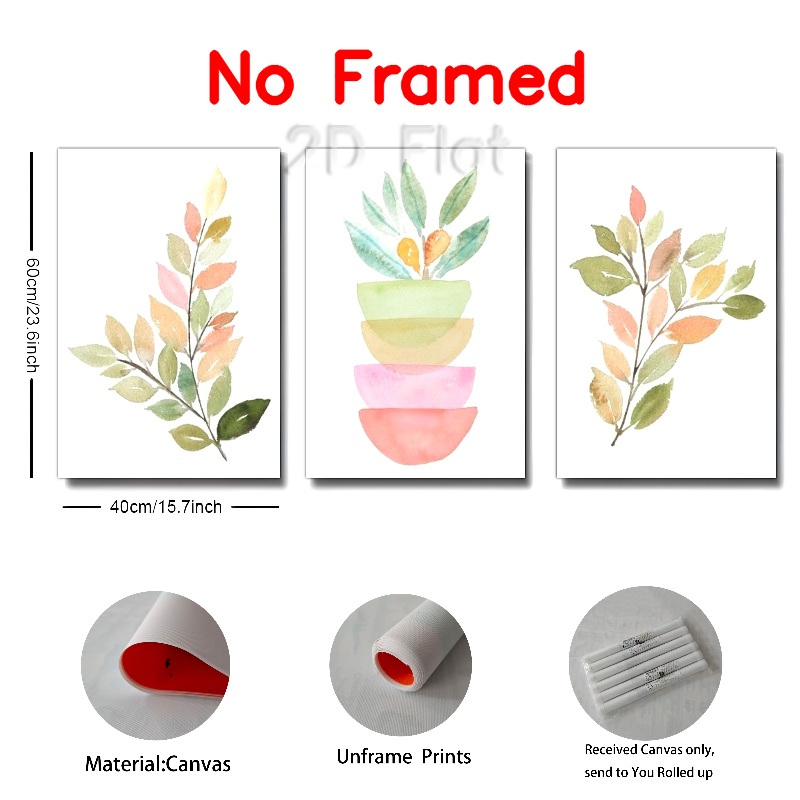 No Framed
2D Flat
60cm/23.6inch
40cm/15.7inch
Material:Canvas
Unframe Prints
Received Canvas only,
send to You Rolled up